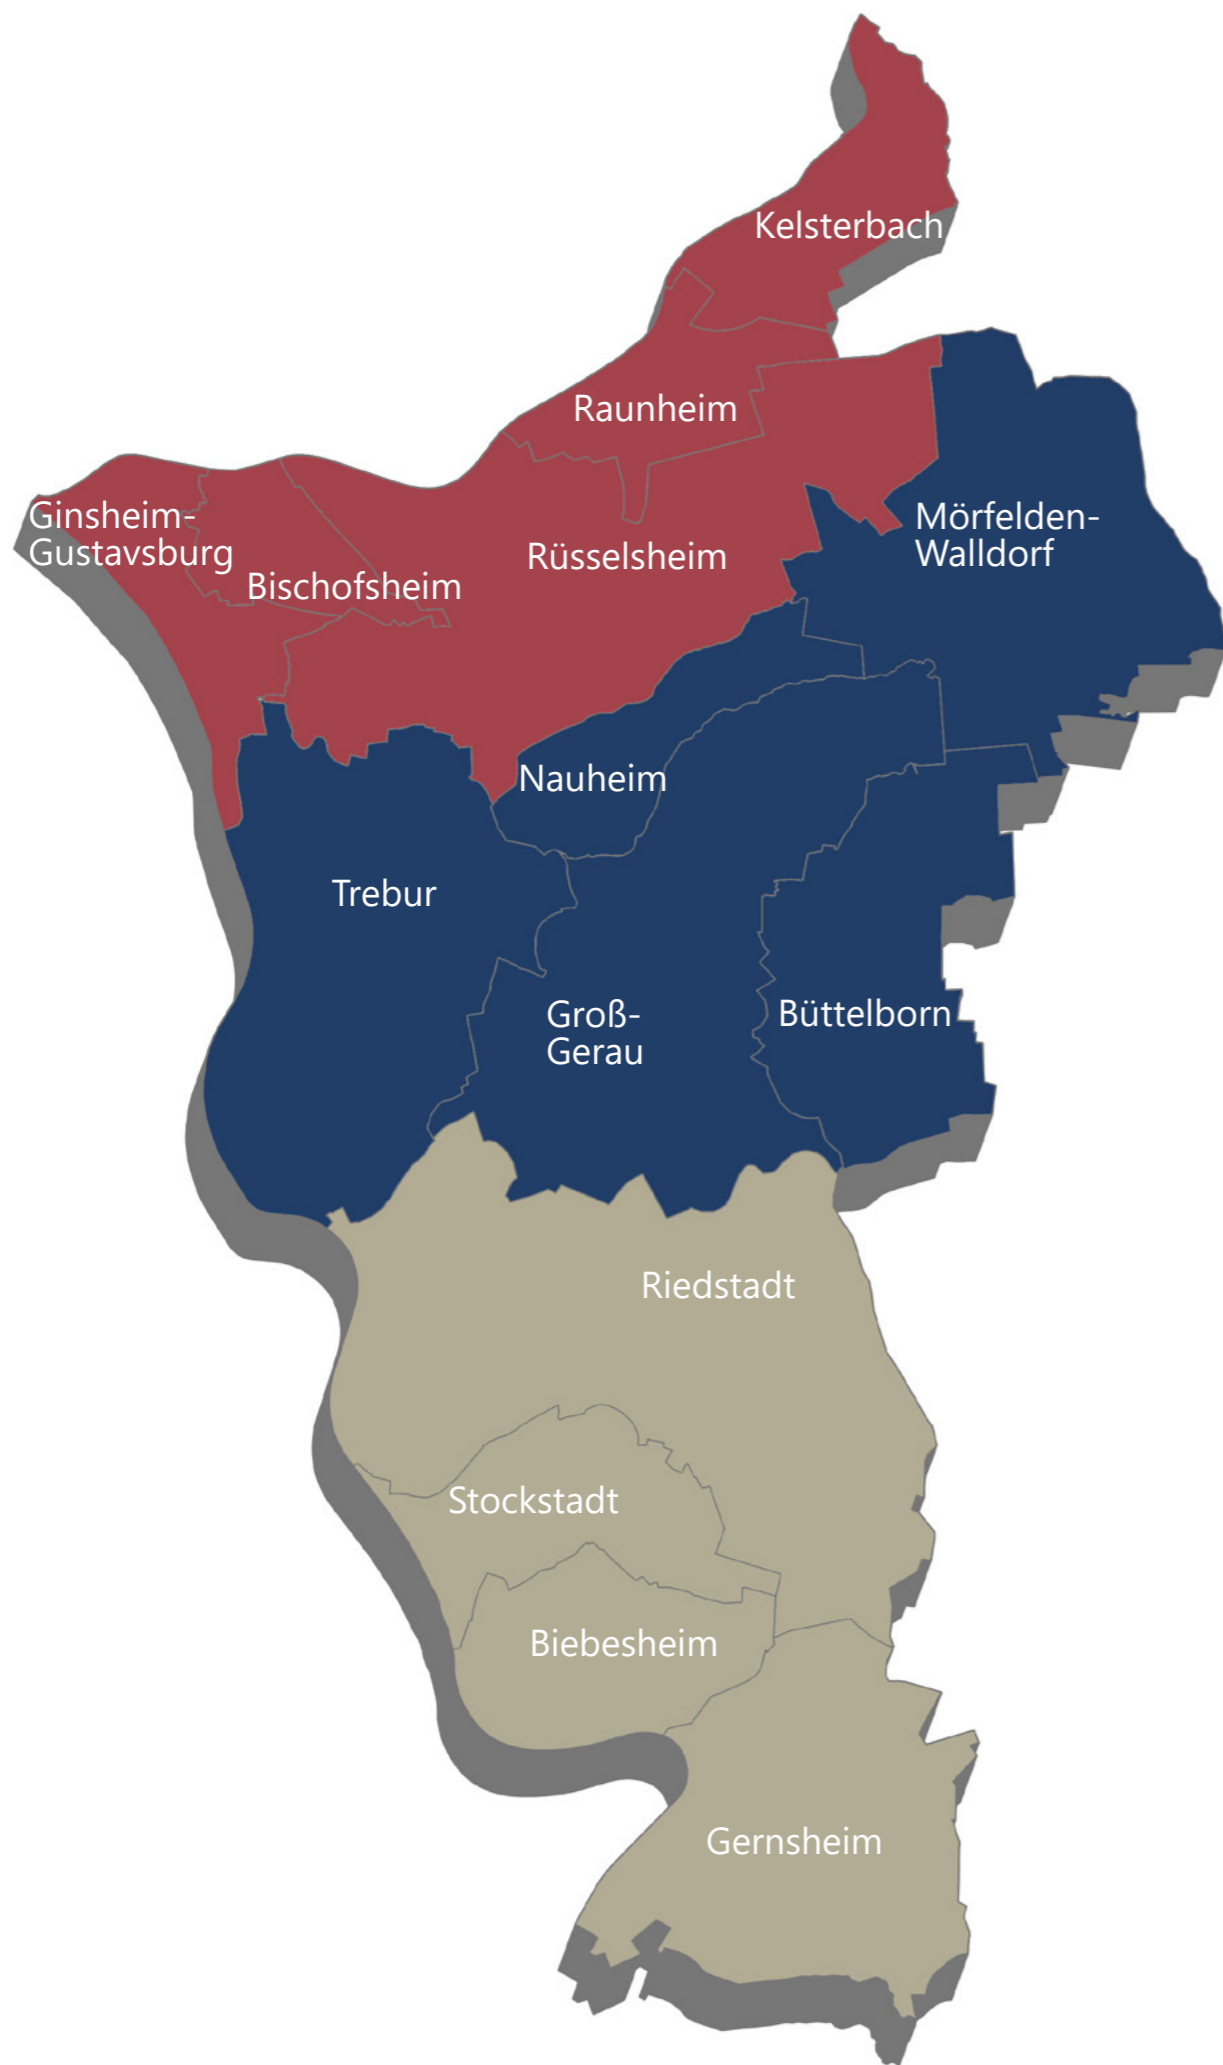 Kelsterbach
Raunheim
Ginsheim-
Gustavsburg
Bischofsheim
Rüsselsheim
Mörfelden-
Walldorf
Nauheim
Trebur
Groß-
Gerau
Büttelborn
Riedstadt
Stockstadt
Biebesheim
Gernsheim